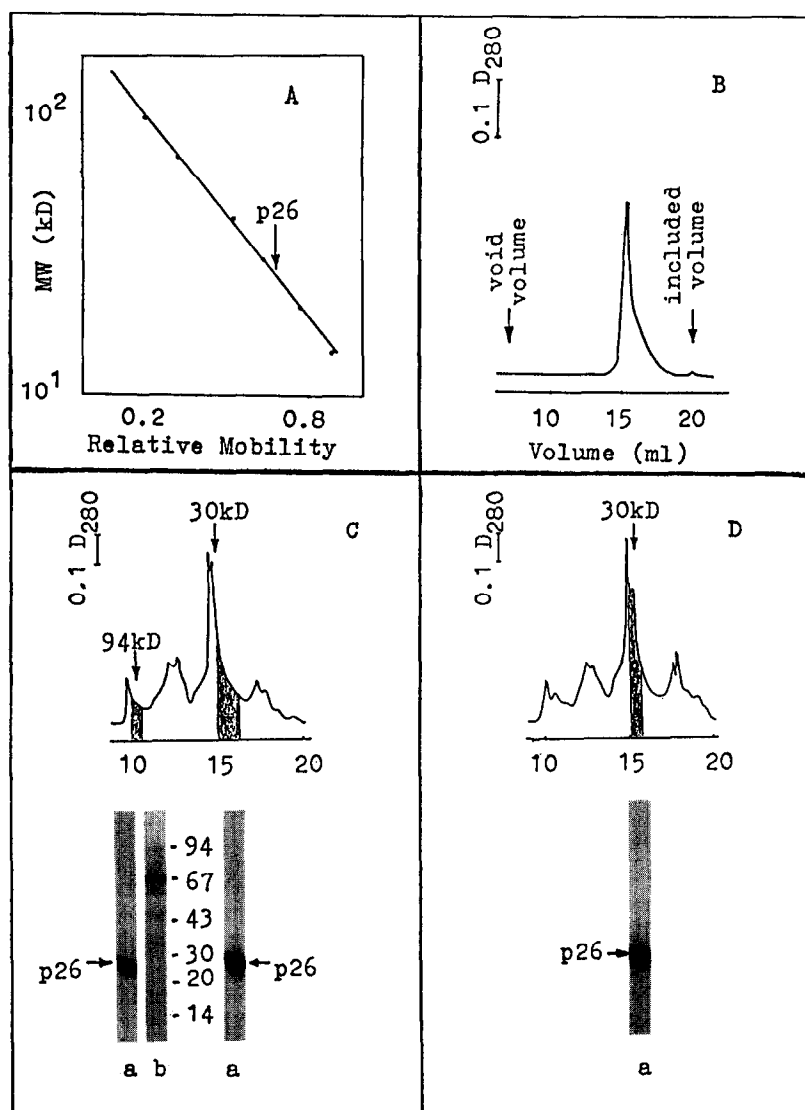 A
10²
MW (kD)
p26
10¹
0.2 0.8
Relative Mobility
B
0.1 D280
void volume
included volume
10 15 20
Volume (ml)
C
0.1 D280
30kD
94kD
10 15 20
- 94
- 67
- 43
- 30
- 20
- 14
p26
p26
a b a
D
0.1 D280
30kD
10 15 20
p26
a